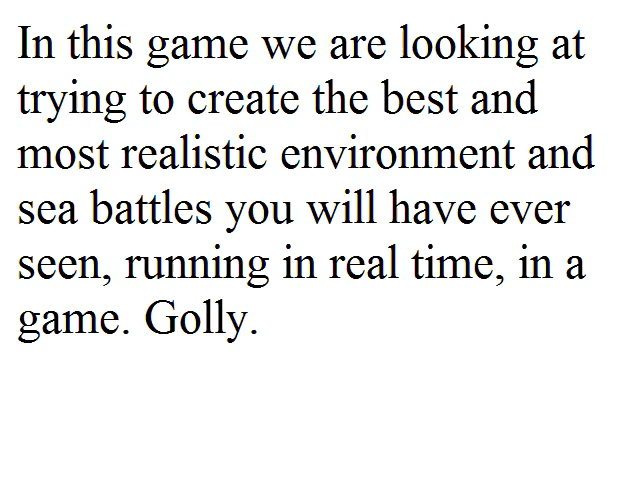 In this game we are looking at
trying to create the best and
most realistic environment and
sea battles you will have ever
seen, running in real time, in a
game. Golly.